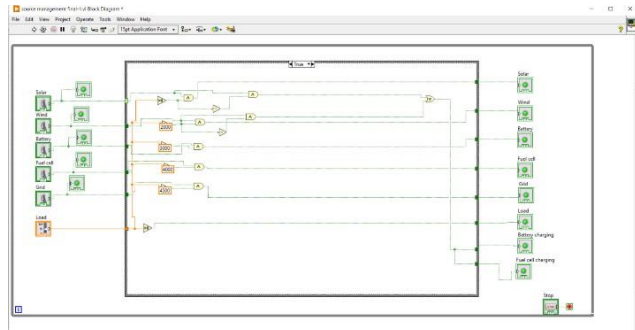 source management final-1.vi Block Diagram *
File Edit View Project Operate Tools Window Help
15pt Application Font
True
Solar
Wind
Battery
Fuel cell
Grid
Load
2000
3000
4000
4500
Solar
Wind
Battery
Fuel cell
Grid
Load
Battery charging
Fuel cell charging
Stop
i